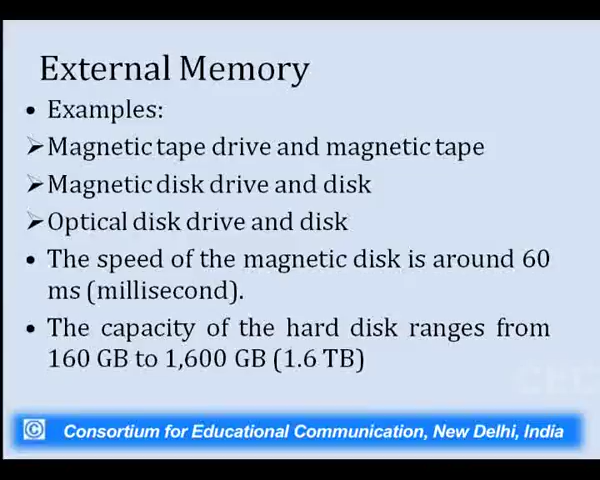 External Memory
• Examples:
➢Magnetic tape drive and magnetic tape
➢Magnetic disk drive and disk
➢Optical disk drive and disk
• The speed of the magnetic disk is around 60
ms (millisecond).
• The capacity of the hard disk ranges from
160 GB to 1,600 GB (1.6 TB)
CEC
© Consortium for Educational Communication, New Delhi, India